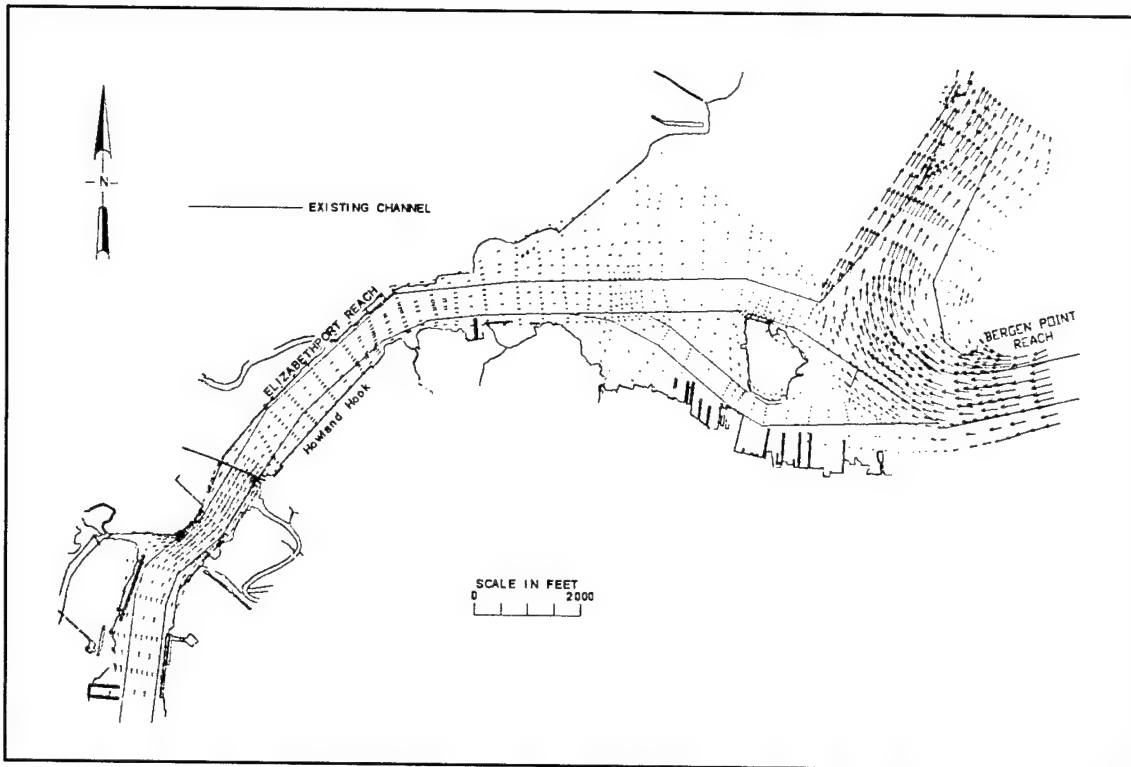 -N-
EXISTING CHANNEL
ELIZABETHPORT REACH
Howland Hook
BERGEN POINT
REACH
SCALE IN FEET
0 2000